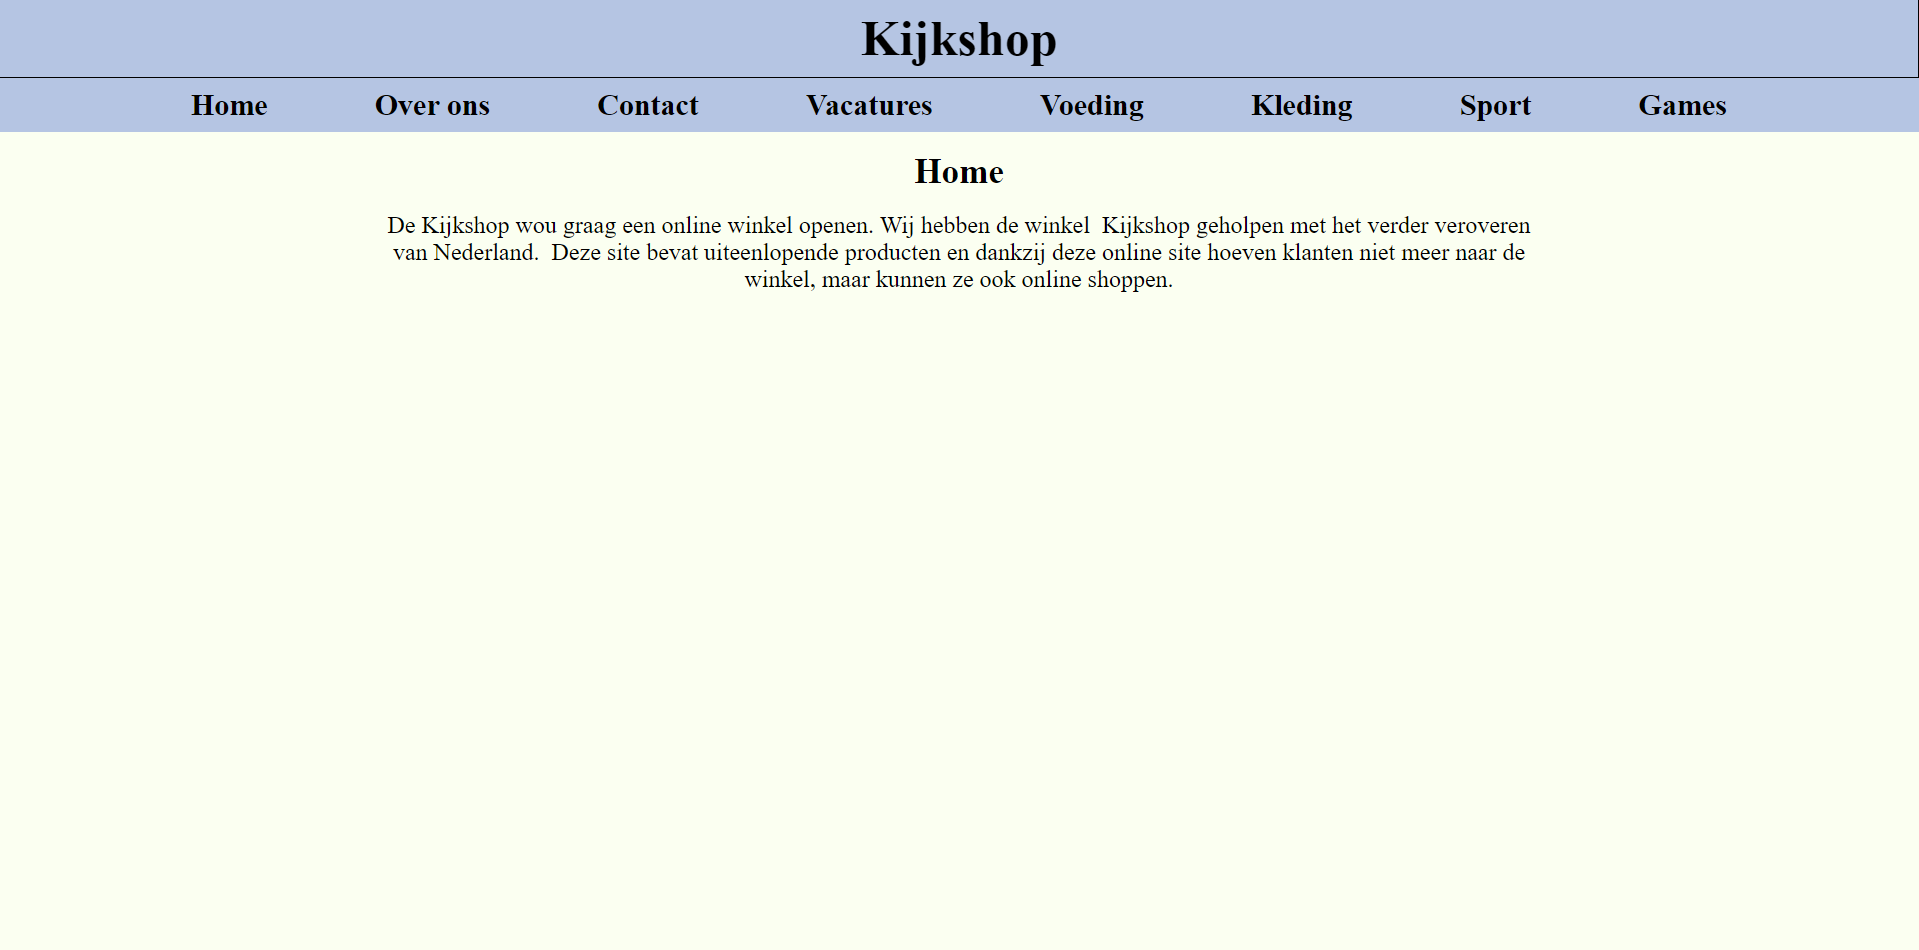 Kijkshop
Home Over ons Contact Vacatures Voeding Kleding Sport Games
Home
De Kijkshop wou graag een online winkel openen. Wij hebben de winkel  Kijkshop geholpen met het verder veroveren
van Nederland.  Deze site bevat uiteenlopende producten en dankzij deze online site hoeven klanten niet meer naar de
winkel, maar kunnen ze ook online shoppen.